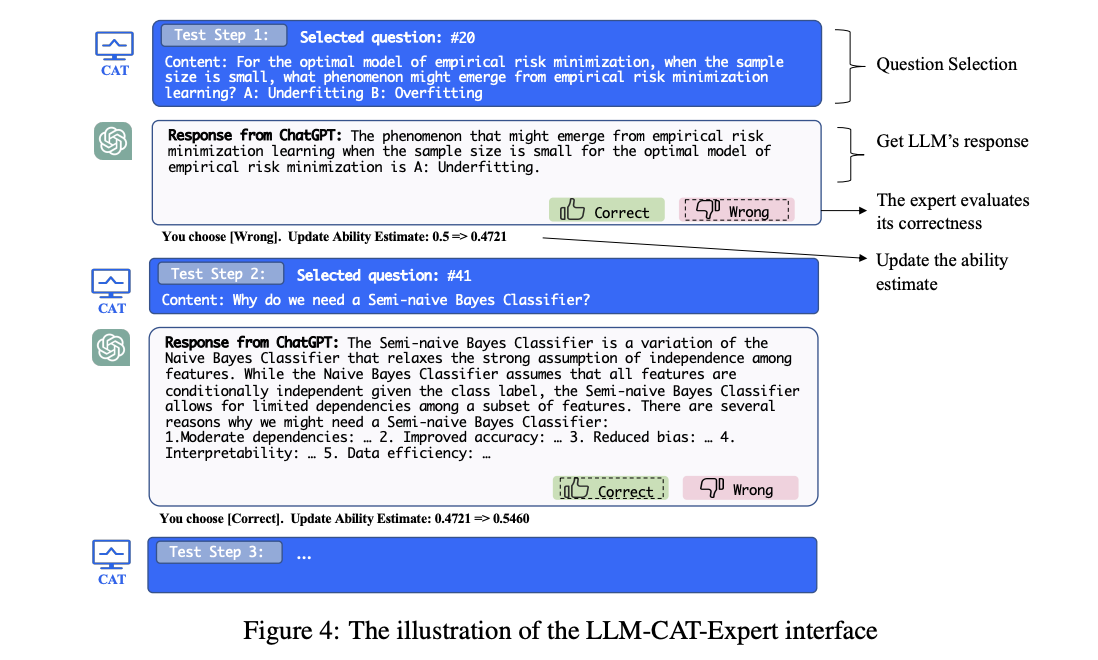 Test Step 1: Selected question: #20
CAT
Content: For the optimal model of empirical risk minimization, when the sample
size is small, what phenomenon might emerge from empirical risk minimization
learning? A: Underfitting B: Overfitting
Question Selection
Response from ChatGPT: The phenomenon that might emerge from empirical risk
minimization learning when the sample size is small for the optimal model of
empirical risk minimization is A: Underfitting.
Get LLM's response
Correct Wrong
The expert evaluates
its correctness
You choose [Wrong]. Update Ability Estimate: 0.5 => 0.4721
Update the ability
estimate
Test Step 2: Selected question: #41
CAT
Content: Why do we need a Semi-naive Bayes Classifier?
Response from ChatGPT: The Semi-naive Bayes Classifier is a variation of the
Naive Bayes Classifier that relaxes the strong assumption of independence among
features. While the Naive Bayes Classifier assumes that all features are
conditionally independent given the class label, the Semi-naive Bayes Classifier
allows for limited dependencies among a subset of features. There are several
reasons why we might need a Semi-naive Bayes Classifier:
1.Moderate dependencies: … 2. Improved accuracy: … 3. Reduced bias: … 4.
Interpretability: … 5. Data efficiency: …
Correct Wrong
You choose [Correct]. Update Ability Estimate: 0.4721 => 0.5460
Test Step 3: ...
CAT
Figure 4: The illustration of the LLM-CAT-Expert interface